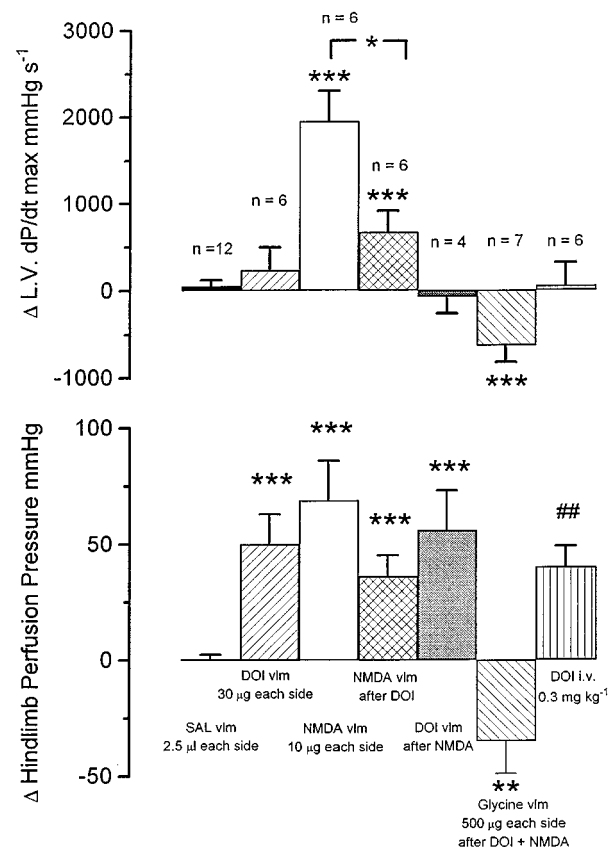 n = 6
3000
*
***
2000
n = 6
n = 6
***
1000
n =12
n = 4
n = 7
n = 6
0
-1000
***
Δ L.V. dP/dt max mmHg s-1
100
***
***
***
***
##
50
0
DOI vlm
30 µg each side
NMDA vlm
after DOI
DOI i.v.
0.3 mg kg-1
SAL vlm
2.5 µl each side
NMDA vlm
10 µg each side
DOI vlm
after NMDA
-50
**
Glycine vlm
500 µg each side
after DOI + NMDA
Δ Hindlimb Perfusion Pressure mmHg